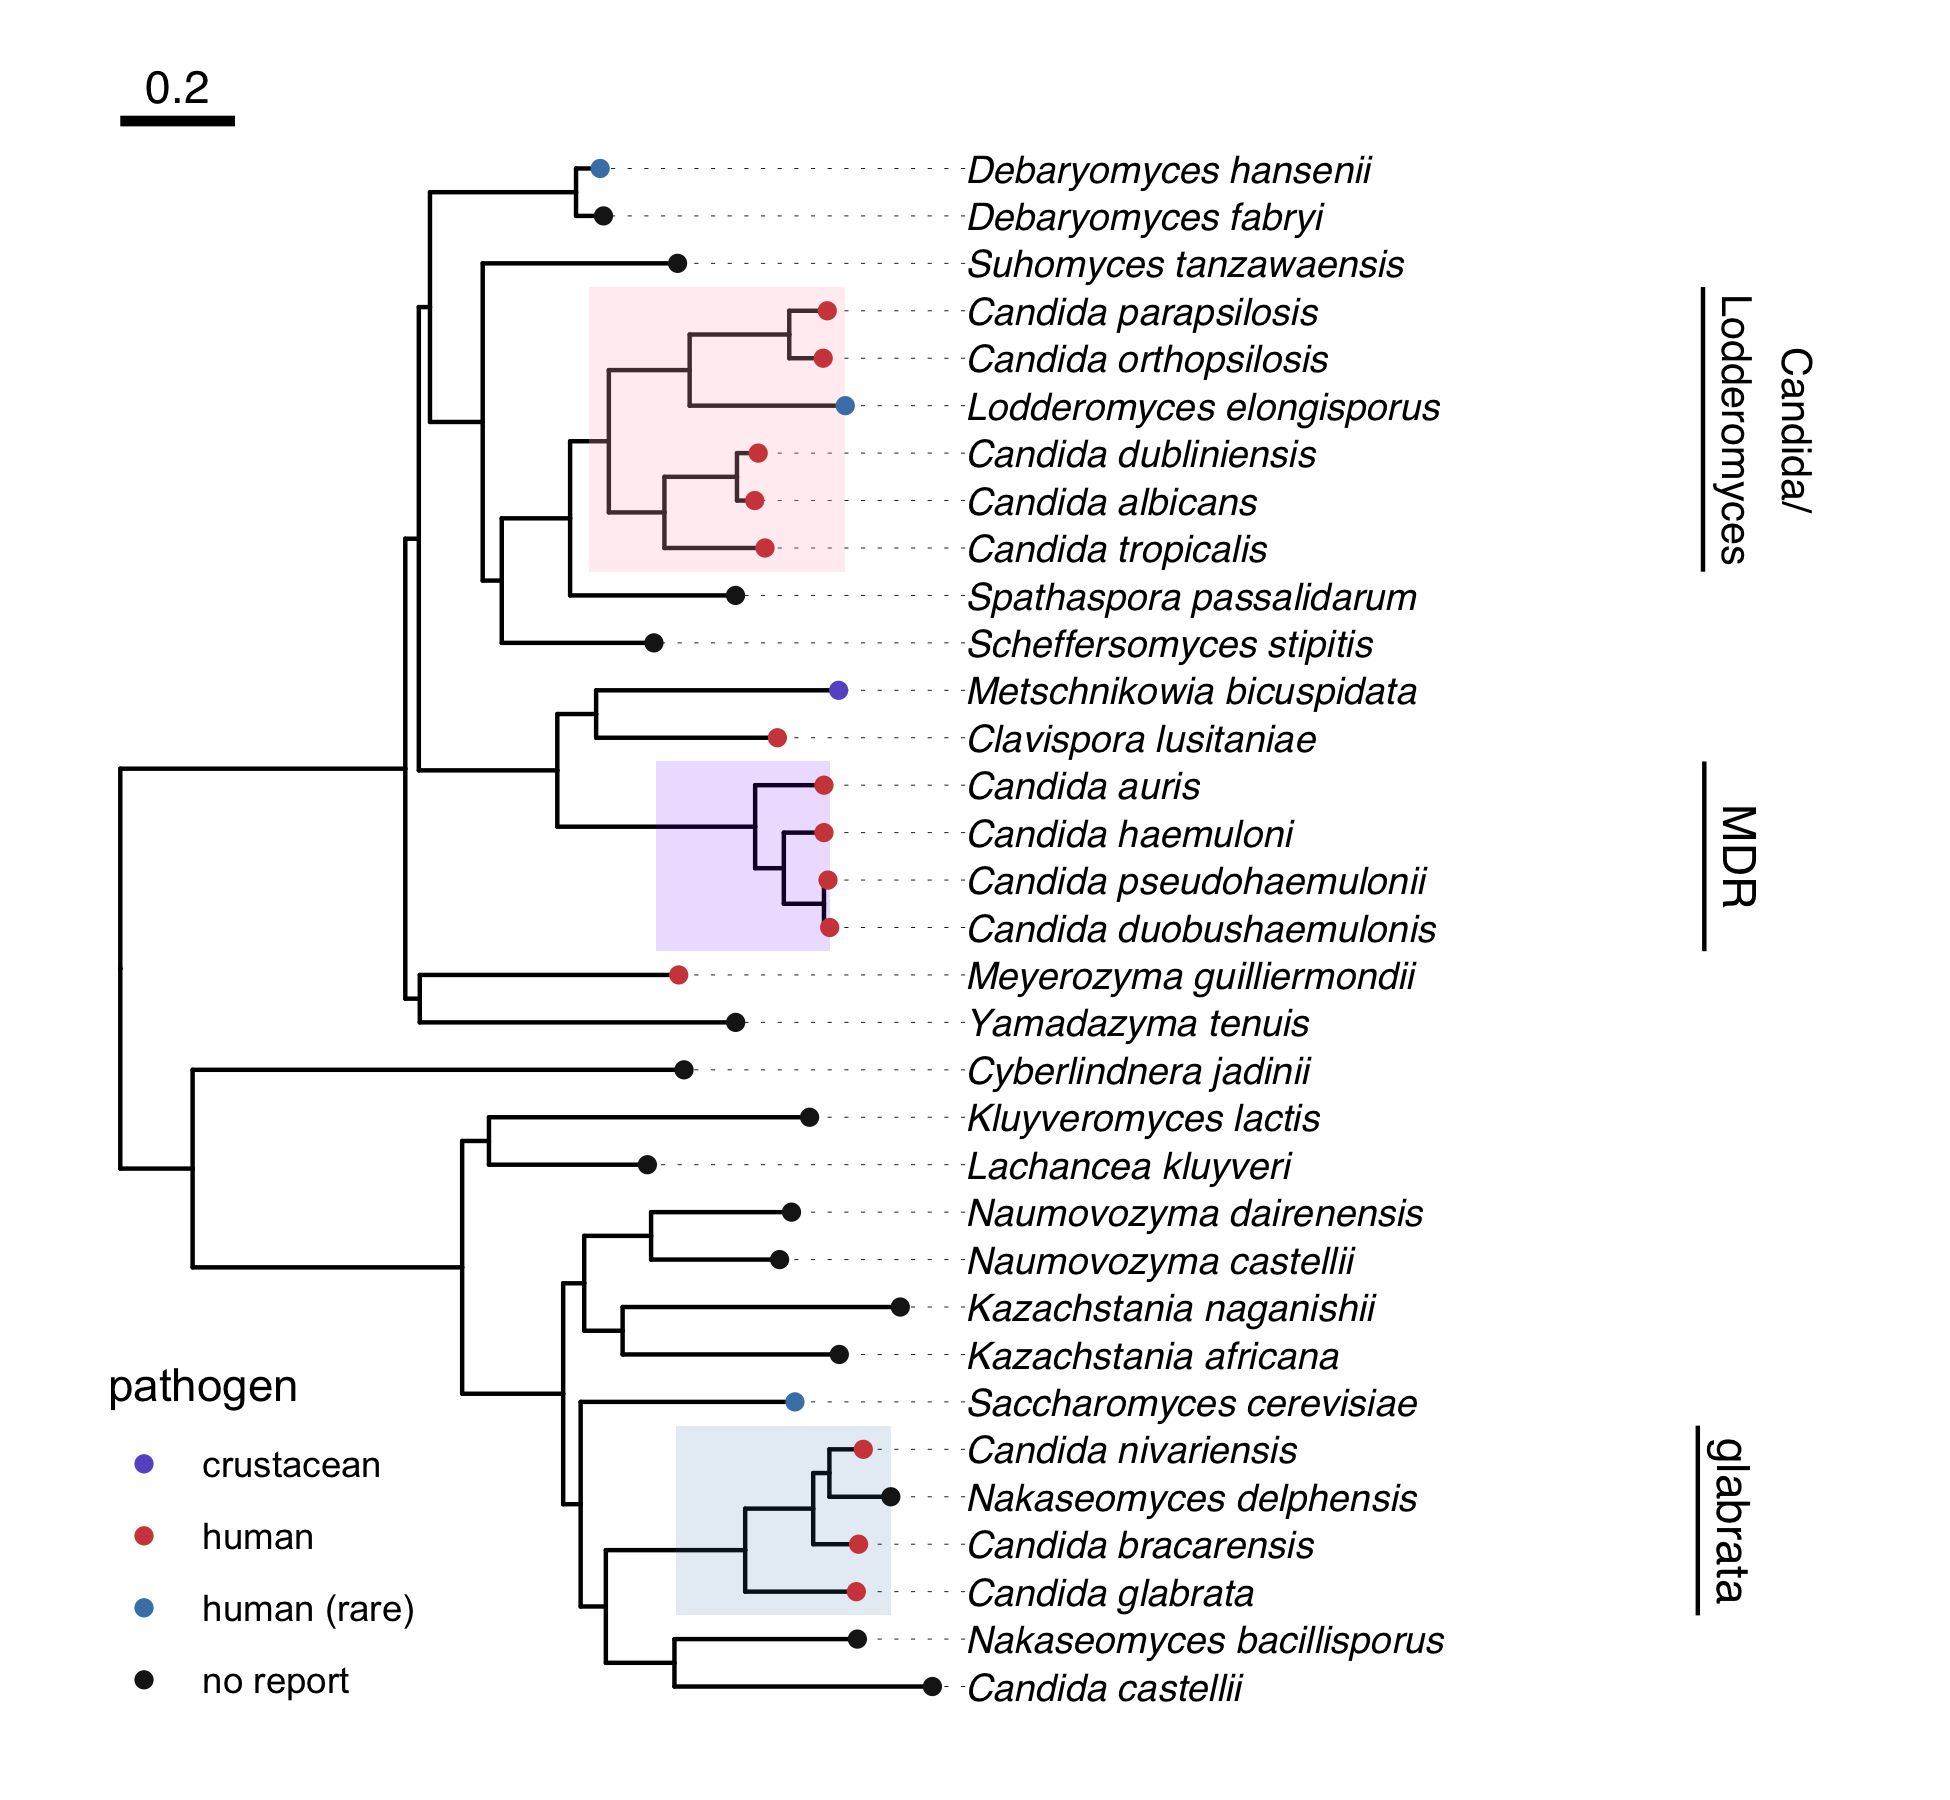 0.2
Debaryomyces hansenii
Debaryomyces fabryi
Suhomyces tanzawaensis
Candida parapsilosis
Candida orthopsilosis
Lodderomyces elongisporus
Candida dubliniensis
Candida albicans
Candida tropicalis
Spathaspora passalidarum
Scheffersomyces stipitis
Metschnikowia bicuspidata
Clavispora lusitaniae
Candida auris
Candida haemuloni
Candida pseudohaemulonii
Candida duobushaemulonis
Meyerozyma guilliermondii
Yamadazyma tenuis
Cyberlindnera jadinii
Kluyveromyces lactis
Lachancea kluyveri
Naumovozyma dairenensis
Naumovozyma castellii
Kazachstania naganishii
Kazachstania africana
Saccharomyces cerevisiae
Candida nivariensis
Nakaseomyces delphensis
Candida bracarensis
Candida glabrata
Nakaseomyces bacillisporus
Candida castellii
Candida/
Lodderomyces
MDR
glabrata
pathogen
crustacean
human
human (rare)
no report